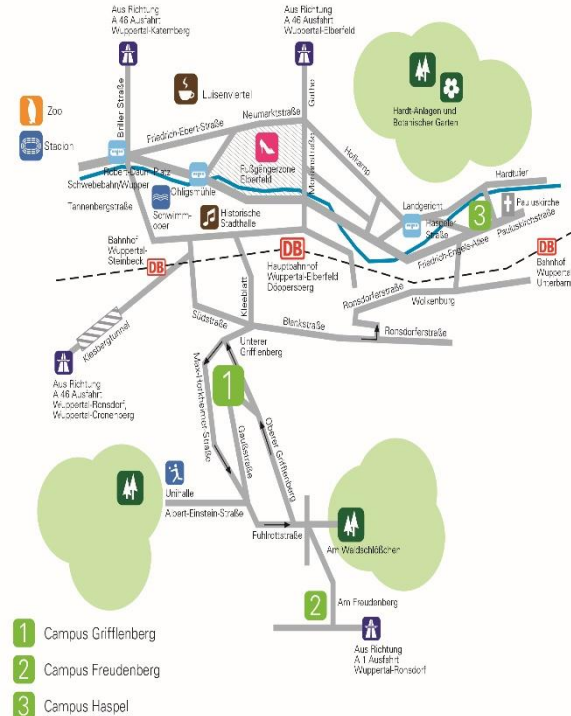 Aus Richtung
A 46 Ausfahrt
Wuppertal-Katernberg
Aus Richtung
A 46 Ausfahrt
Wuppertal-Elberfeld
Briller Straße
Gathe
Luisenviertel
Neumarktstraße
Friedrich-Ebert-Straße
Zoo
Stadion
Hardt-Anlagen und
Botanischer Garten
Fußgängerzone
Elberfeld
Morianstraße
Hofkamp
Robert-Daum-Platz
Ohligsmühle
Schwebebahn/Wupper
Tannenbergstraße
Schwimm-
oper
Historische
Stadthalle
Landgericht
Haspeler
Straße
Hardtufer
Pauluskirche
3
Pauluskirchstraße
Friedrich-Engels-Allee
Bahnhof
Wuppertal-
Steinbeck
DB
DB
Hauptbahnhof
Wuppertal-Elberfeld
Döppersberg
DB
Bahnhof
Wuppertal
Unterbarn
Ronsdorferstraße
Wolkenburg
Kleeblatt
Südstraße
Blankstraße
Ronsdorferstraße
Kiesbergtunnel
Unterer
Griffenberg
Aus Richtung
A 46 Ausfahrt
Wuppertal-Ronsdorf,
Wuppertal-Cronenberg
1
Max-Horkheimer-Straße
Gaußstraße
Oberer Grifflenberg
Unihalle
Albert-Einstein-Straße
Fuhlrottstraße
Am Waldschlößchen
2
Am Freudenberg
Aus Richtung
A 1 Ausfahrt
Wuppertal-Ronsdorf
1 Campus Grifflenberg
2 Campus Freudenberg
3 Campus Haspel